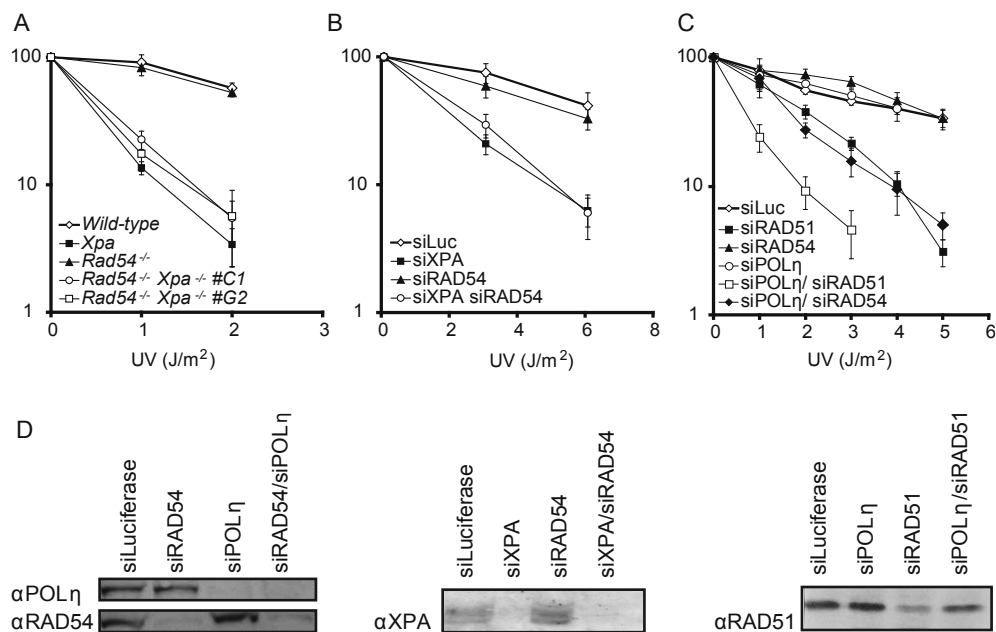 A
100
10
1
0
1
2
3
UV (J/m²)
Wild-type
Xpa
Rad54⁻/⁻
Rad54⁻/⁻ Xpa⁻/⁻ #C1
Rad54⁻/⁻ Xpa⁻/⁻ #G2
B
100
10
1
0
2
4
6
8
UV (J/m²)
siLuc
siXPA
siRAD54
siXPA siRAD54
C
100
10
1
0
1
2
3
4
5
6
UV (J/m²)
siLuc
siRAD51
siRAD54
siPOLη
siPOLη/ siRAD51
siPOLη/ siRAD54
D
siLuciferase
siRAD54
siPOLη
siRAD54/siPOLη
αPOLη
αRAD54
siLuciferase
siXPA
siRAD54
siXPA/siRAD54
αXPA
siLuciferase
siPOLη
siRAD51
siPOLη/siRAD51
αRAD51